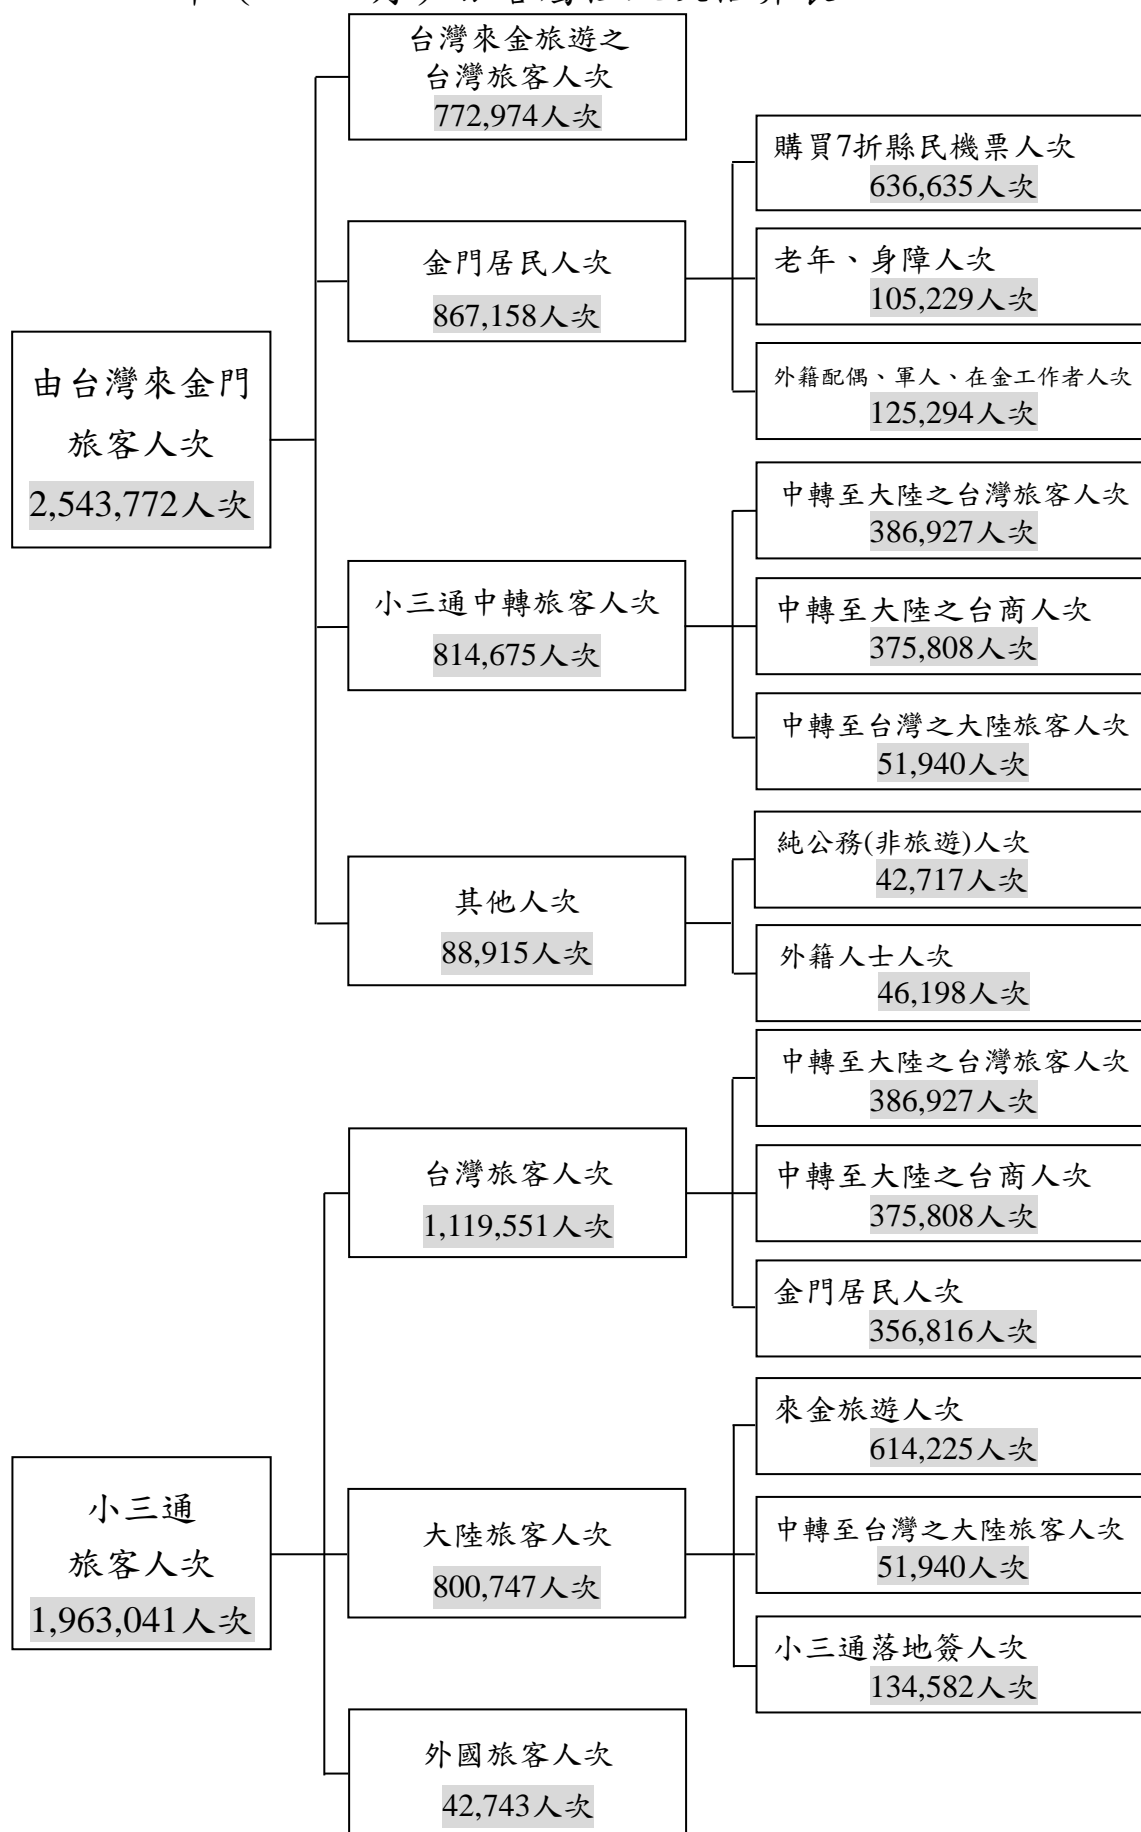 台灣來金旅遊之
台灣旅客人次
772,974人次
購買7折縣民機票人次
636,635人次
金門居民人次
867,158人次
老年、身障人次
105,229人次
外籍配偶、軍人、在金工作者人次
125,294人次
由台灣來金門
旅客人次
2,543,772人次
中轉至大陸之台灣旅客人次
386,927人次
小三通中轉旅客人次
814,675人次
中轉至大陸之台商人次
375,808人次
中轉至台灣之大陸旅客人次
51,940人次
純公務(非旅遊)人次
42,717人次
其他人次
88,915人次
外籍人士人次
46,198人次
中轉至大陸之台灣旅客人次
386,927人次
台灣旅客人次
1,119,551人次
中轉至大陸之台商人次
375,808人次
金門居民人次
356,816人次
來金旅遊人次
614,225人次
小三通
旅客人次
1,963,041人次
大陸旅客人次
800,747人次
中轉至台灣之大陸旅客人次
51,940人次
小三通落地簽人次
134,582人次
外國旅客人次
42,743人次